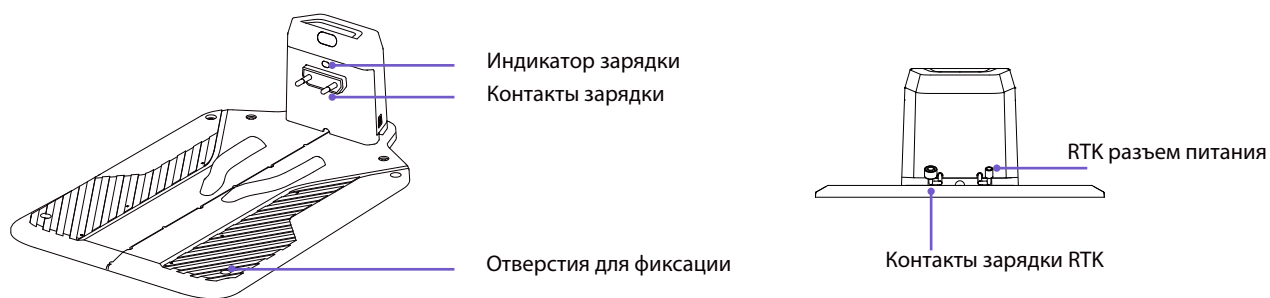 Индикатор зарядки
Контакты зарядки
Отверстия для фиксации
RTK разъем питания
Контакты зарядки RTK